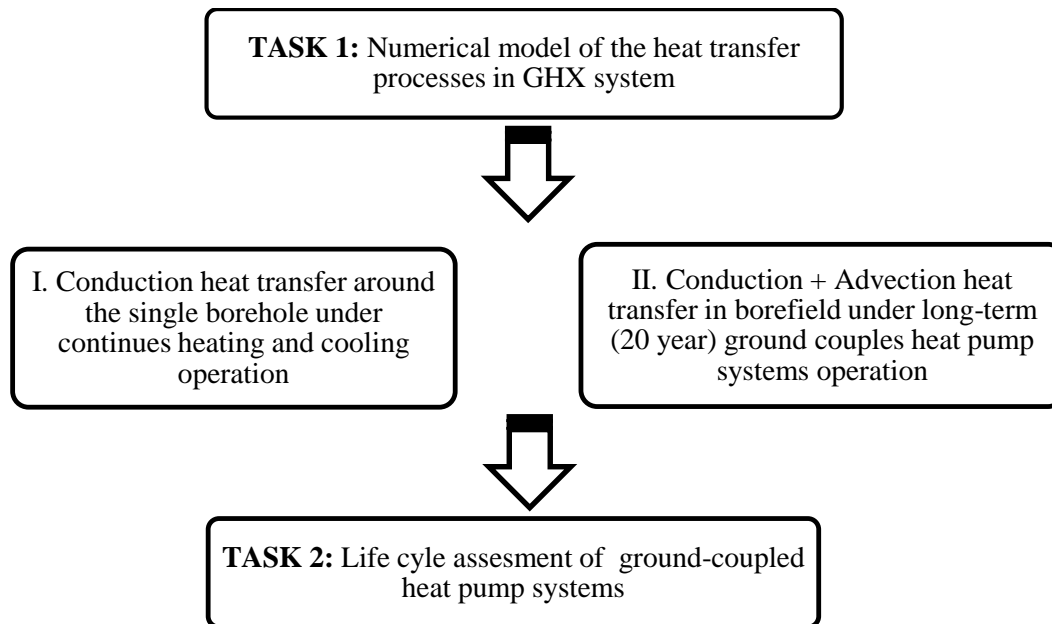 TASK 1: Numerical model of the heat transfer
processes in GHX system
I. Conduction heat transfer around
the single borehole under
continues heating and cooling
operation
II. Conduction + Advection heat
transfer in borefield under long-term
(20 year) ground couples heat pump
systems operation
TASK 2: Life cyle assesment of ground-coupled
heat pump systems